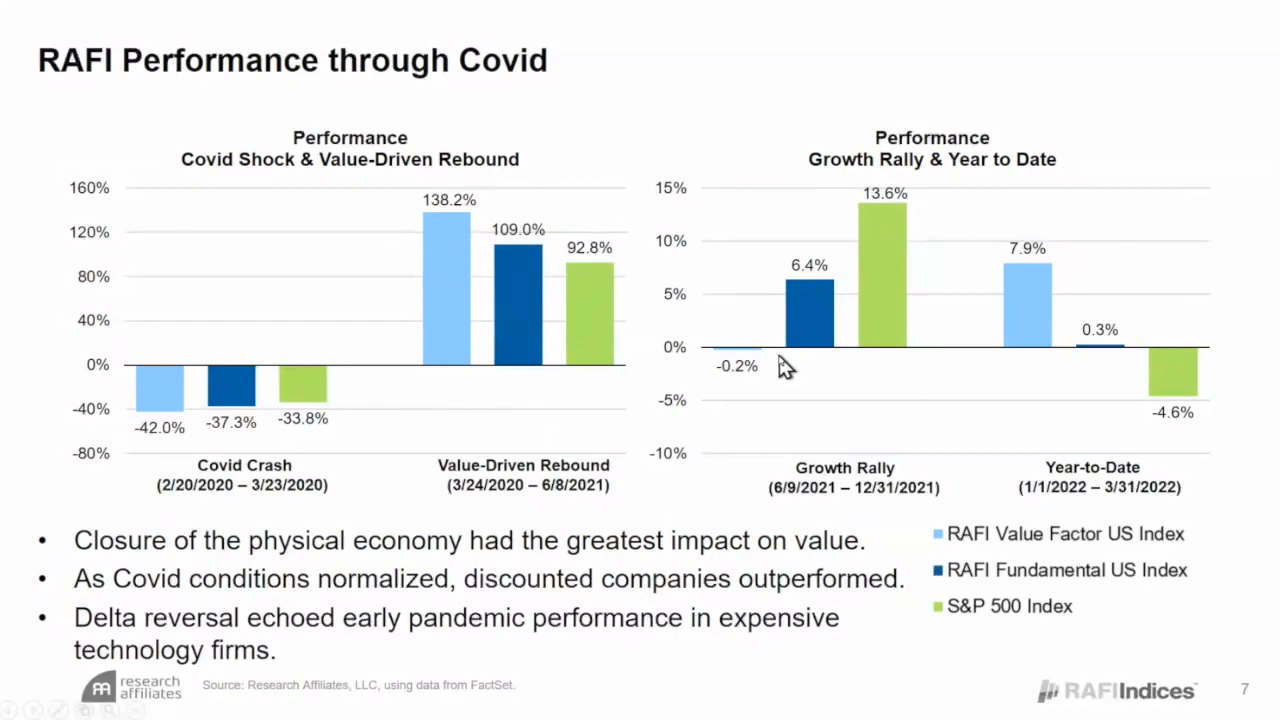 RAFI Performance through Covid
Performance
Covid Shock & Value-Driven Rebound
160%
120%
80%
40%
0%
-40%
-80%
138.2%
109.0%
92.8%
-42.0%
-37.3%
-33.8%
Covid Crash
(2/20/2020 – 3/23/2020)
Value-Driven Rebound
(3/24/2020 – 6/8/2021)
Performance
Growth Rally & Year to Date
15%
10%
5%
0%
-5%
-10%
13.6%
6.4%
-0.2%
7.9%
0.3%
-4.6%
Growth Rally
(6/9/2021 – 12/31/2021)
Year-to-Date
(1/1/2022 – 3/31/2022)
• Closure of the physical economy had the greatest impact on value.
• As Covid conditions normalized, discounted companies outperformed.
• Delta reversal echoed early pandemic performance in expensive
technology firms.
RAFI Value Factor US Index
RAFI Fundamental US Index
S&P 500 Index
research
affiliates
Source: Research Affiliates, LLC, using data from FactSet.
RAFI Indices™
7